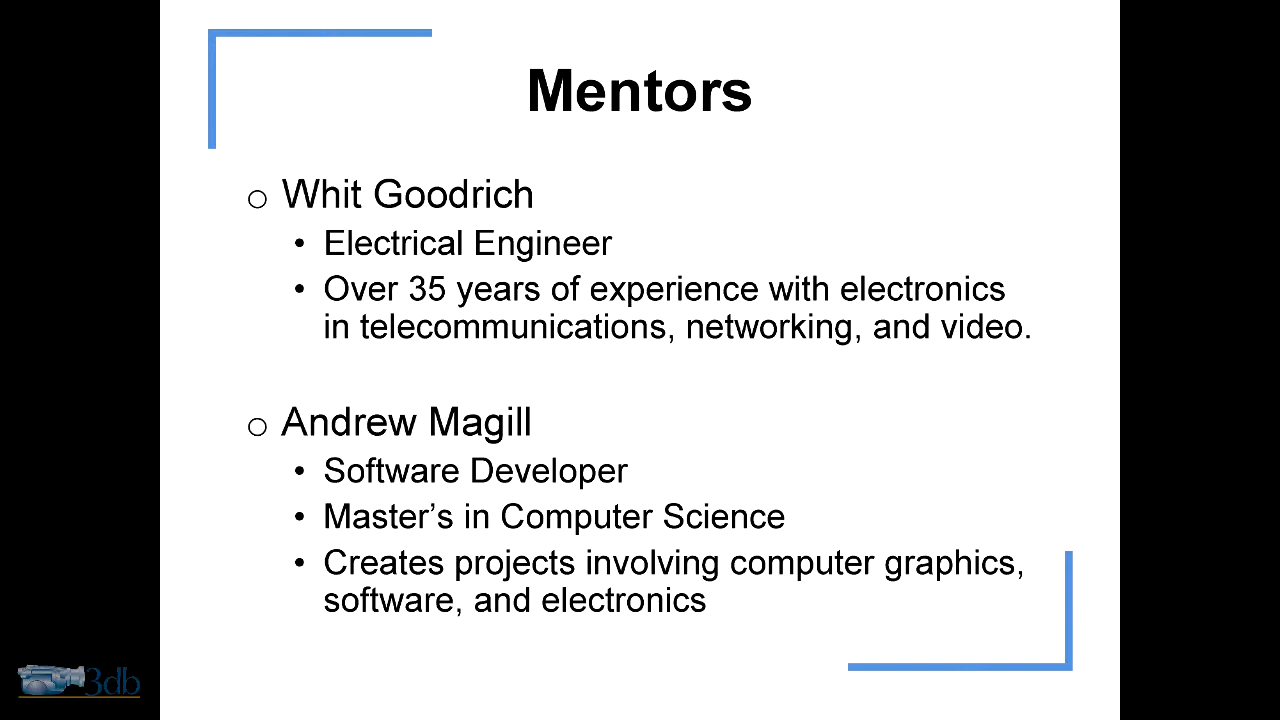 Mentors
Whit Goodrich
• Electrical Engineer
• Over 35 years of experience with electronics
in telecommunications, networking, and video.
Andrew Magill
• Software Developer
• Master’s in Computer Science
• Creates projects involving computer graphics,
software, and electronics
3db